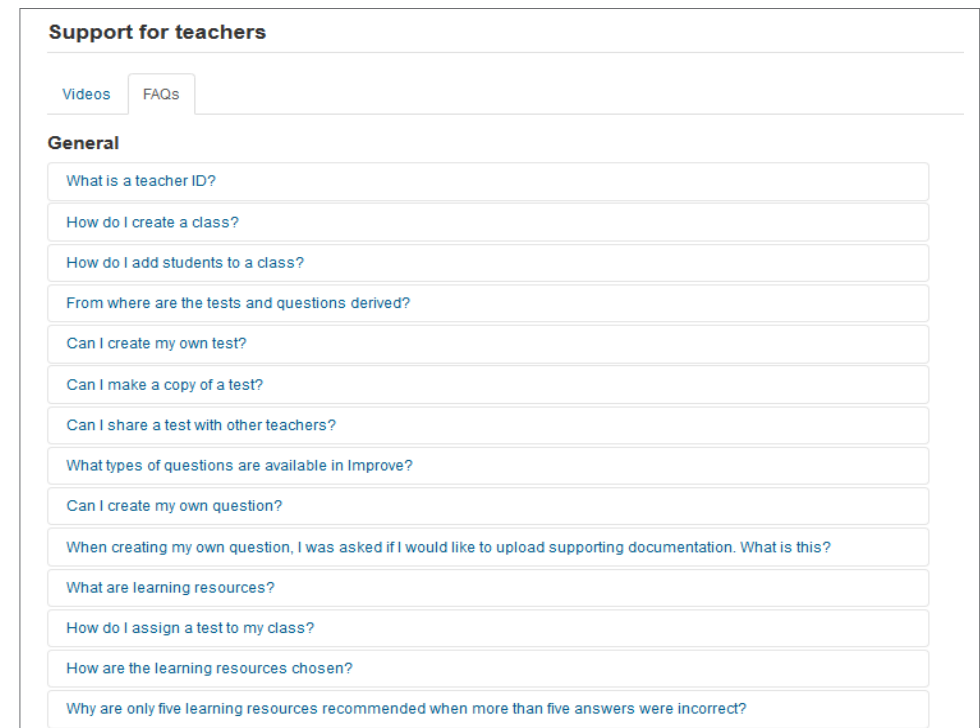 Support for teachers
Videos
FAQs
General
What is a teacher ID?
How do I create a class?
How do I add students to a class?
From where are the tests and questions derived?
Can I create my own test?
Can I make a copy of a test?
Can I share a test with other teachers?
What types of questions are available in Improve?
Can I create my own question?
When creating my own question, I was asked if I would like to upload supporting documentation. What is this?
What are learning resources?
How do I assign a test to my class?
How are the learning resources chosen?
Why are only five learning resources recommended when more than five answers were incorrect?